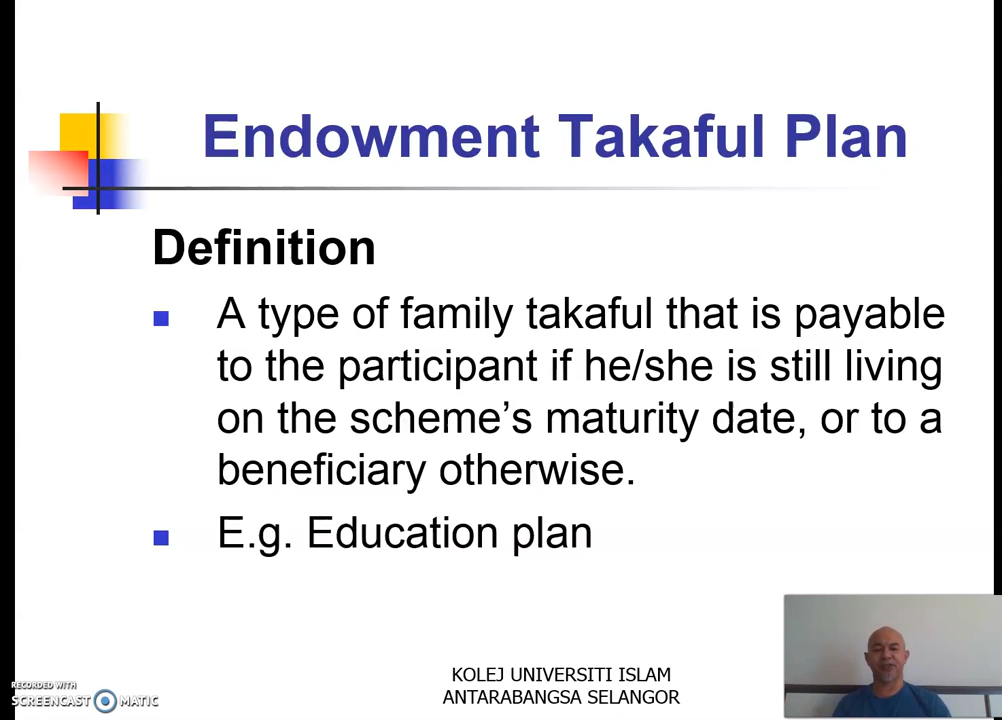 Endowment Takaful Plan
Definition
A type of family takaful that is payable
to the participant if he/she is still living
on the scheme’s maturity date, or to a
beneficiary otherwise.
E.g. Education plan
KOLEJ UNIVERSITI ISLAM
ANTARABANGSA SELANGOR
RECORDED WITH
SCREENCAST MATIC